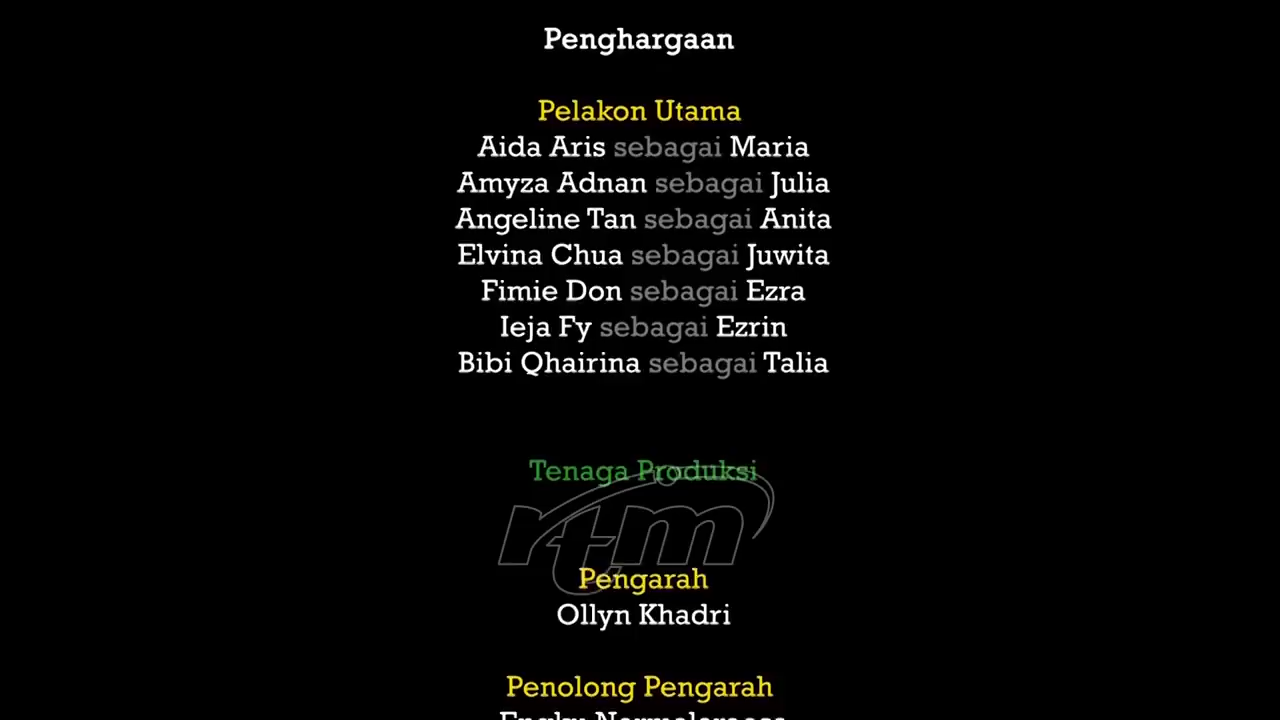 Penghargaan
Pelakon Utama
Aida Aris sebagai Maria
Amyza Adnan sebagai Julia
Angeline Tan sebagai Anita
Elvina Chua sebagai Juwita
Fimie Don sebagai Ezra
Ieja Fy sebagai Ezrin
Bibi Qhairina sebagai Talia
Tenaga Produksi
rtm
Pengarah
Ollyn Khadri
Penolong Pengarah